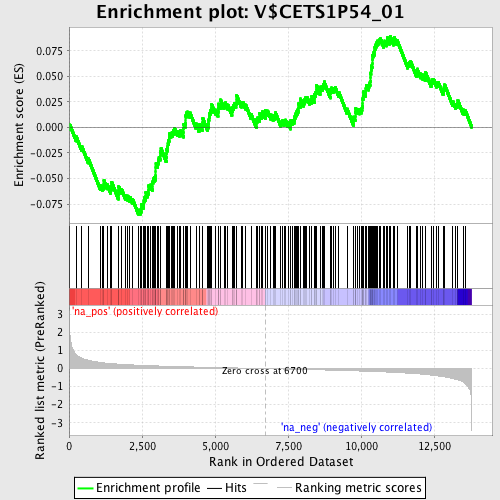 Enrichment plot: V$CETS1P54_01
Enrichment score (ES)
0.075
0.050
0.025
0.000
-0.025
-0.050
-0.075
'na_pos' (positively correlated)
Ranked list metric (PreRanked)
3
2
1
0
-1
-2
-3
Zero cross at 6700
'na_neg' (negatively correlated)
0
2,500
5,000
7,500
10,000
12,500
Rank in Ordered Dataset
Enrichment profile
Hits
Ranking metric scores